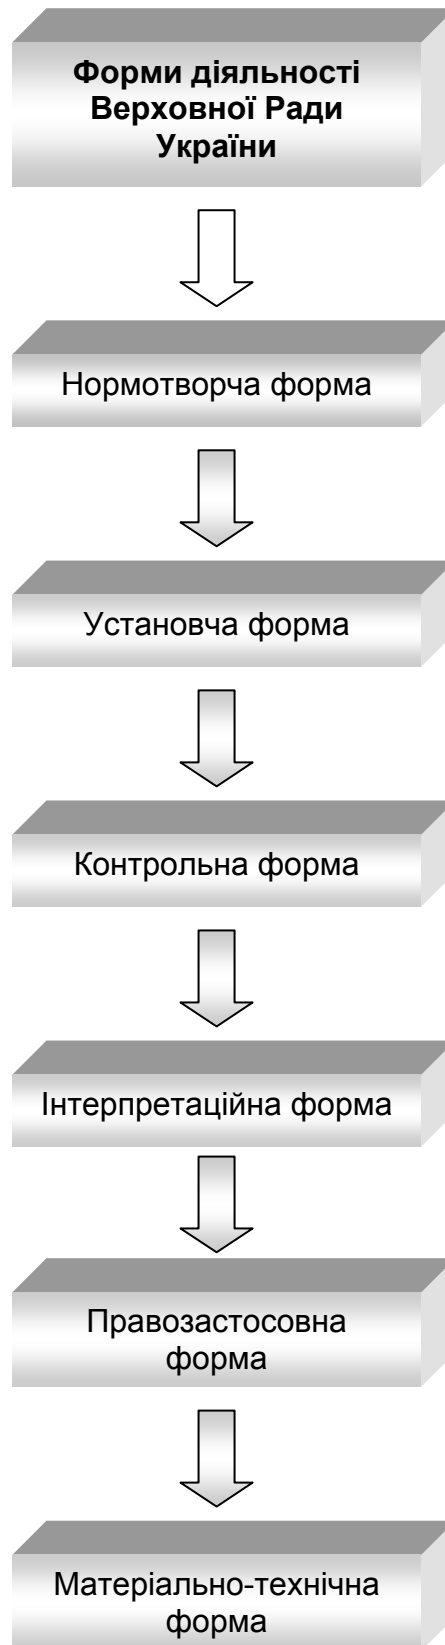 Форми діяльності
Верховної Ради
України
Нормотворча форма
Установча форма
Контрольна форма
Інтерпретаційна форма
Правозастосовна
форма
Матеріально-технічна
форма